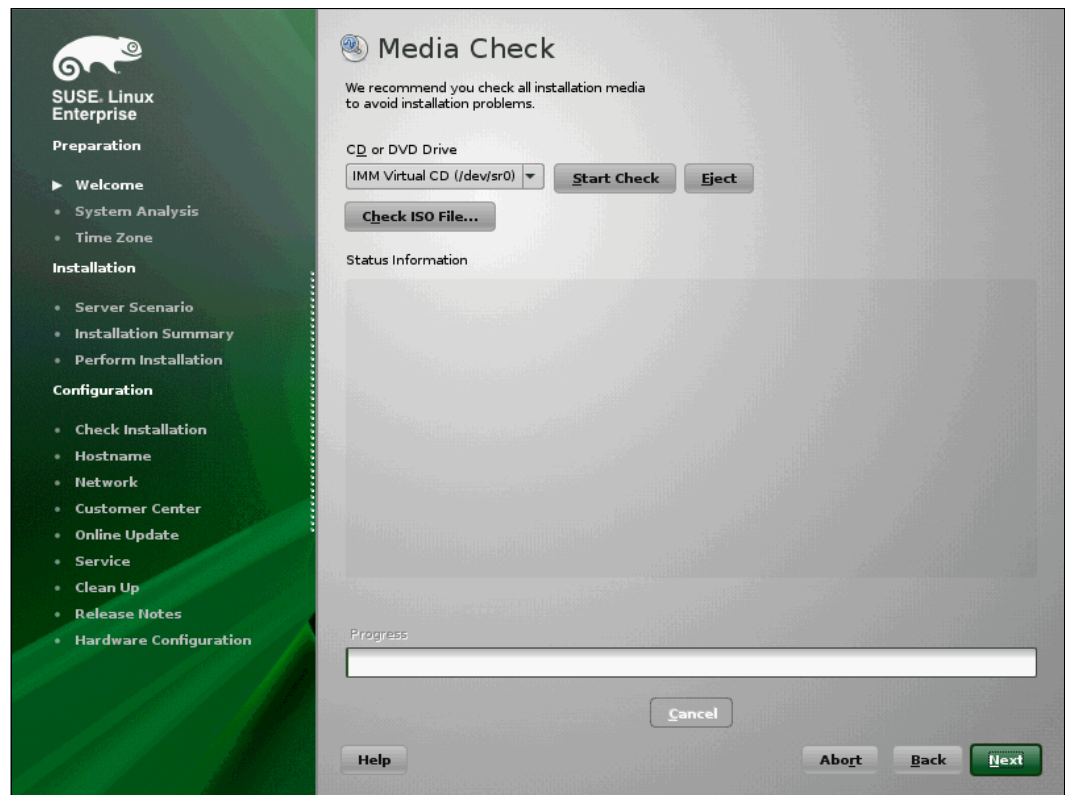 SUSE. Linux
Enterprise
Preparation
Welcome
System Analysis
Time Zone
Installation
Server Scenario
Installation Summary
Perform Installation
Configuration
Check Installation
Hostname
Network
Customer Center
Online Update
Service
Clean Up
Release Notes
Hardware Configuration
Media Check
We recommend you check all installation media
to avoid installation problems.
CD or DVD Drive
IMM Virtual CD (/dev/sr0)
Start Check
Eject
Check ISO File...
Status Information
Progress
Cancel
Help
Abort
Back
Next